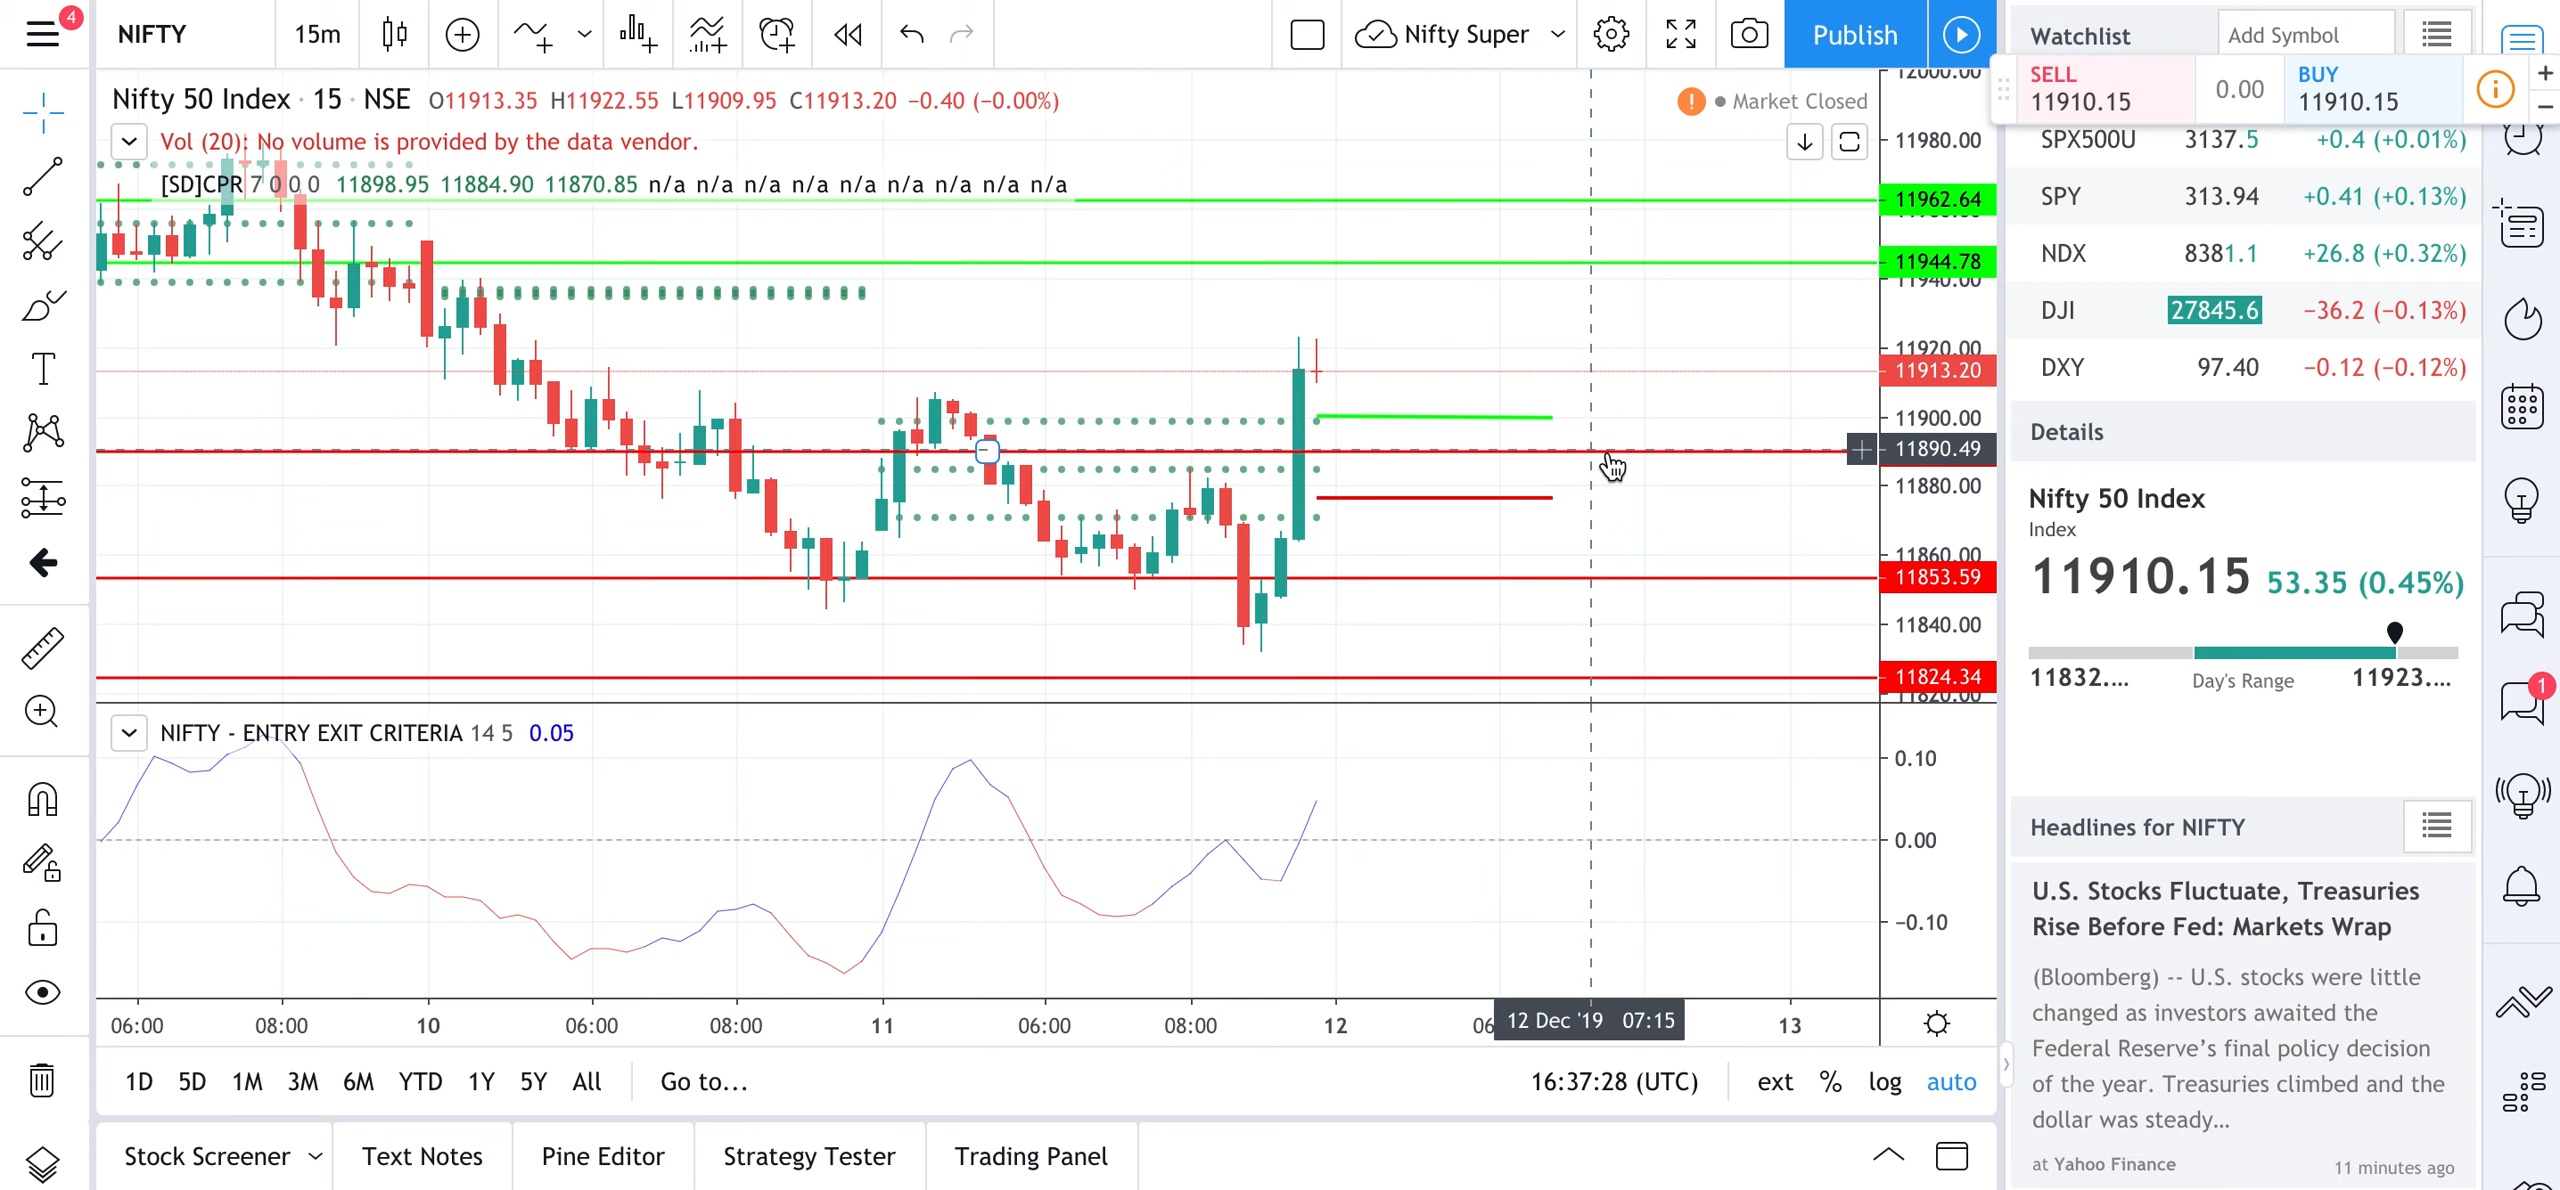 4
NIFTY
15m
Nifty Super
Publish
Watchlist
Add Symbol
SELL
11910.15
0.00
BUY
11910.15
Nifty 50 Index · 15 · NSE O11913.35 H11922.55 L11909.95 C11913.20 −0.40 (−0.00%)
Market Closed
Vol (20): No volume is provided by the data vendor.
[SD]CPR 7 0 0 0 11898.95 11884.90 11870.85 n/a n/a n/a n/a n/a n/a n/a n/a n/a
12000.00
11980.00
11962.64
11944.78
11940.00
11920.00
11913.20
11900.00
11890.49
11880.00
11860.00
11853.59
11840.00
11824.34
11820.00
SPX500U 3137.5 +0.4 (+0.01%)
SPY 313.94 +0.41 (+0.13%)
NDX 8381.1 +26.8 (+0.32%)
DJI 27845.6 −36.2 (−0.13%)
DXY 97.40 −0.12 (−0.12%)
Details
Nifty 50 Index
Index
11910.15 53.35 (0.45%)
11832.... Day's Range 11923....
1
NIFTY - ENTRY EXIT CRITERIA 14 5 0.05
0.10
0.00
−0.10
06:00 08:00 10 06:00 08:00 11 06:00 08:00 12 06 12 Dec '19 07:15 13
Headlines for NIFTY
U.S. Stocks Fluctuate, Treasuries
Rise Before Fed: Markets Wrap
(Bloomberg) -- U.S. stocks were little
changed as investors awaited the
Federal Reserve’s final policy decision
of the year. Treasuries climbed and the
dollar was steady...
at Yahoo Finance 11 minutes ago
1D 5D 1M 3M 6M YTD 1Y 5Y All Go to... 16:37:28 (UTC) ext % log auto
Stock Screener Text Notes Pine Editor Strategy Tester Trading Panel